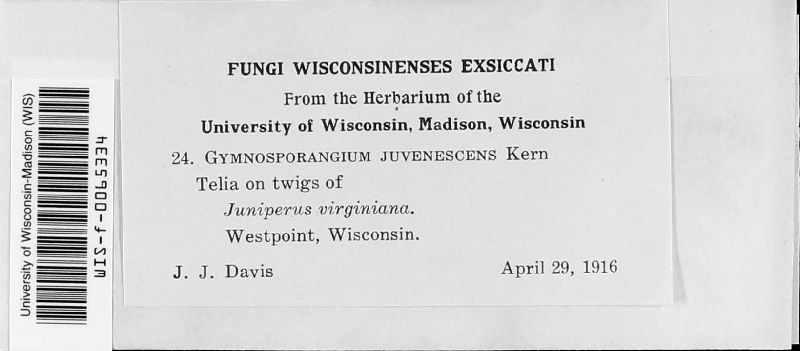 FUNGI WISCONSINENSES EXSICCATI
From the Herbarium of the
University of Wisconsin, Madison, Wisconsin
24. GYMNOSPORANGIUM JUVENESCENS Kern
Telia on twigs of
Juniperus virginiana.
Westpoint, Wisconsin.
J. J. Davis April 29, 1916
University of Wisconsin-Madison (WIS)
WIS-f-0065334